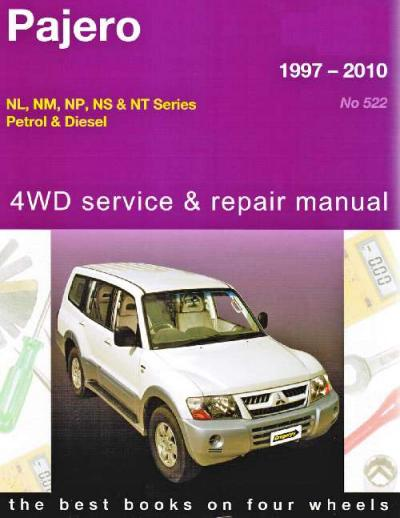 Pajero
1997 – 2010
NL, NM, NP, NS & NT Series
Petrol & Diesel
No 522
4WD service & repair manual
the best books on four wheels